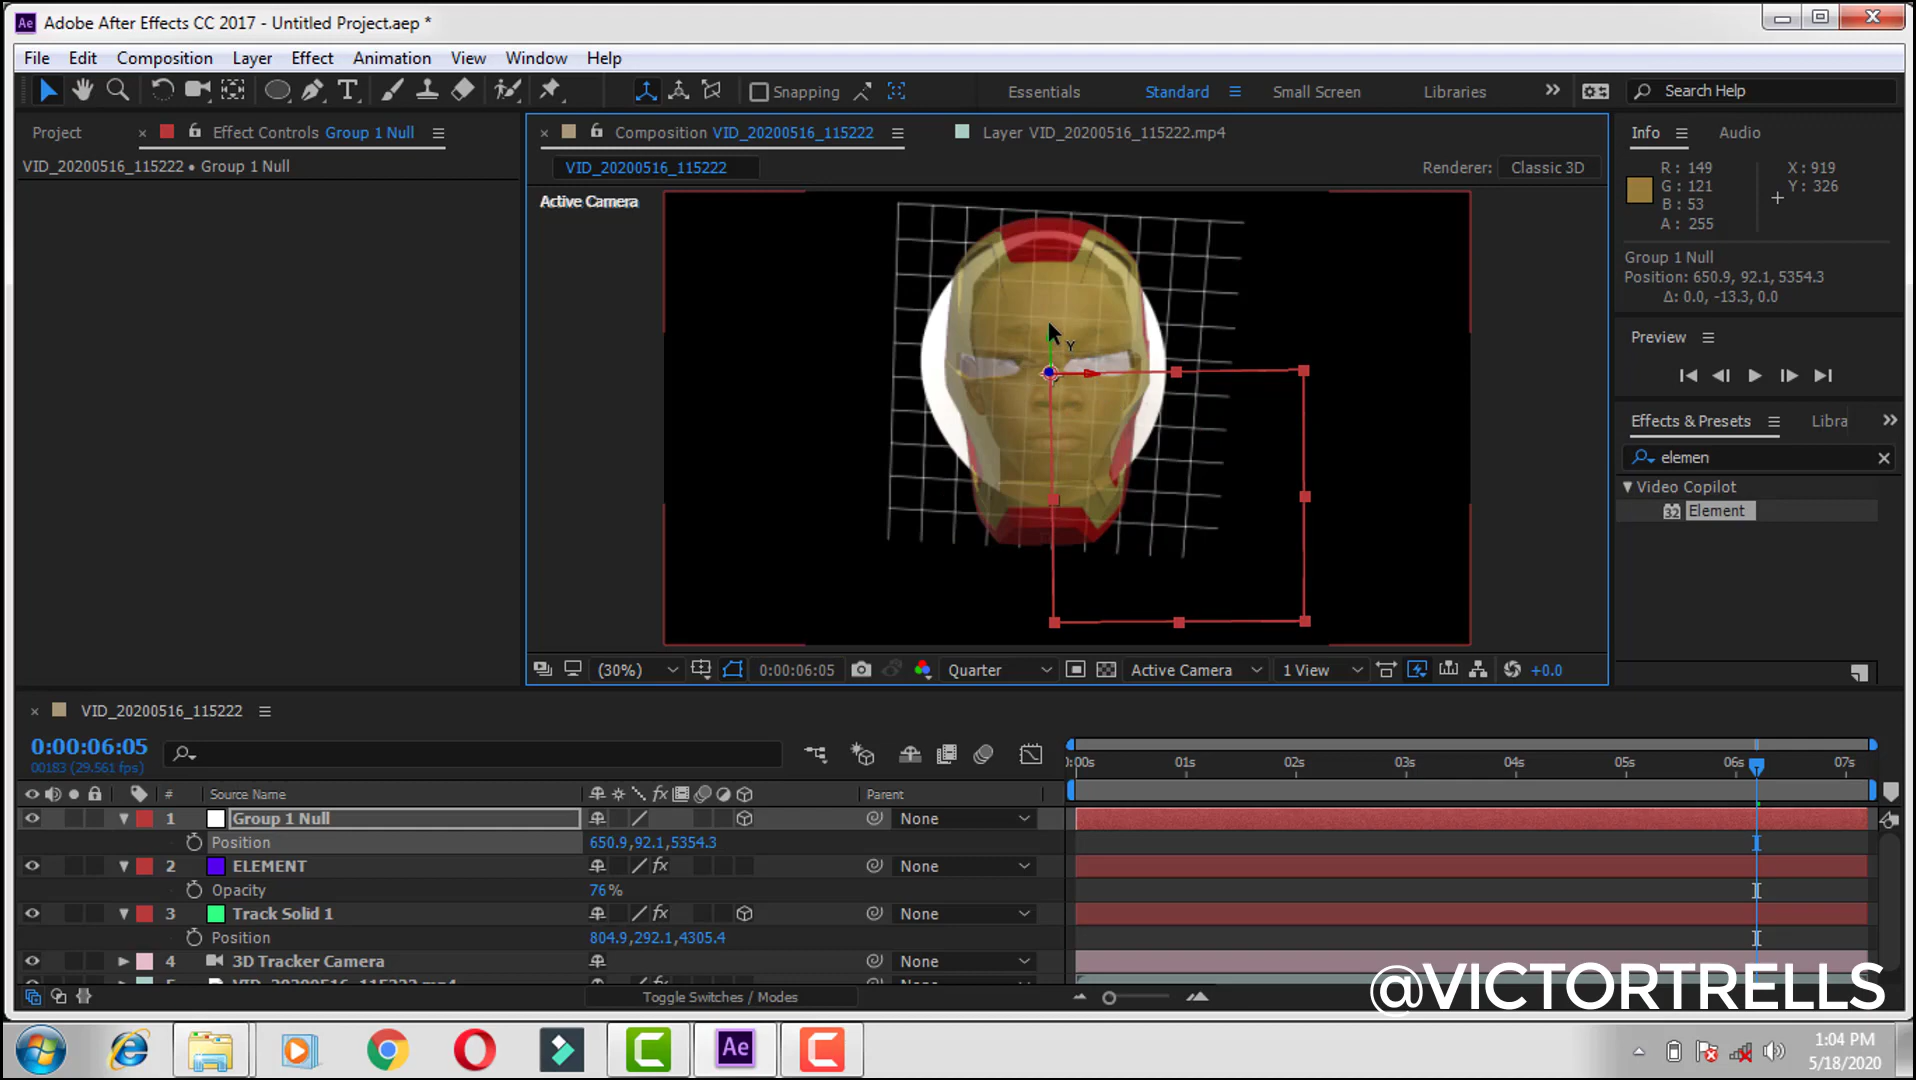 Adobe After Effects CC 2017 - Untitled Project.aep *
File Edit Composition Layer Effect Animation View Window Help
Snapping
Essentials Standard Small Screen Libraries
Search Help
Project
Effect Controls Group 1 Null
VID_20200516_115222 • Group 1 Null
Composition VID_20200516_115222
Layer VID_20200516_115222.mp4
VID_20200516_115222
Renderer: Classic 3D
Active Camera
Y
(30%)
0:00:06:05
Quarter
Active Camera
1 View
+0.0
Info Audio
R : 149
G : 121
B : 53
A : 255
X : 919
Y : 326
Group 1 Null
Position: 650.9, 92.1, 5354.3
Δ: 0.0, -13.3, 0.0
Preview
Effects & Presets Libra
elemen
Video Copilot
32 Element
VID_20200516_115222
0:00:06:05
00183 (29.561 fps)
:00s 01s 02s 03s 04s 05s 06s 07s
# Source Name fx Parent
1 Group 1 Null None
Position 650.9,92.1,5354.3
2 ELEMENT fx None
Opacity 76%
3 Track Solid 1 fx None
Position 804.9,292.1,4305.4
4 3D Tracker Camera None
Toggle Switches / Modes
@VICTORTRELLS
Ae
1:04 PM
5/18/2020